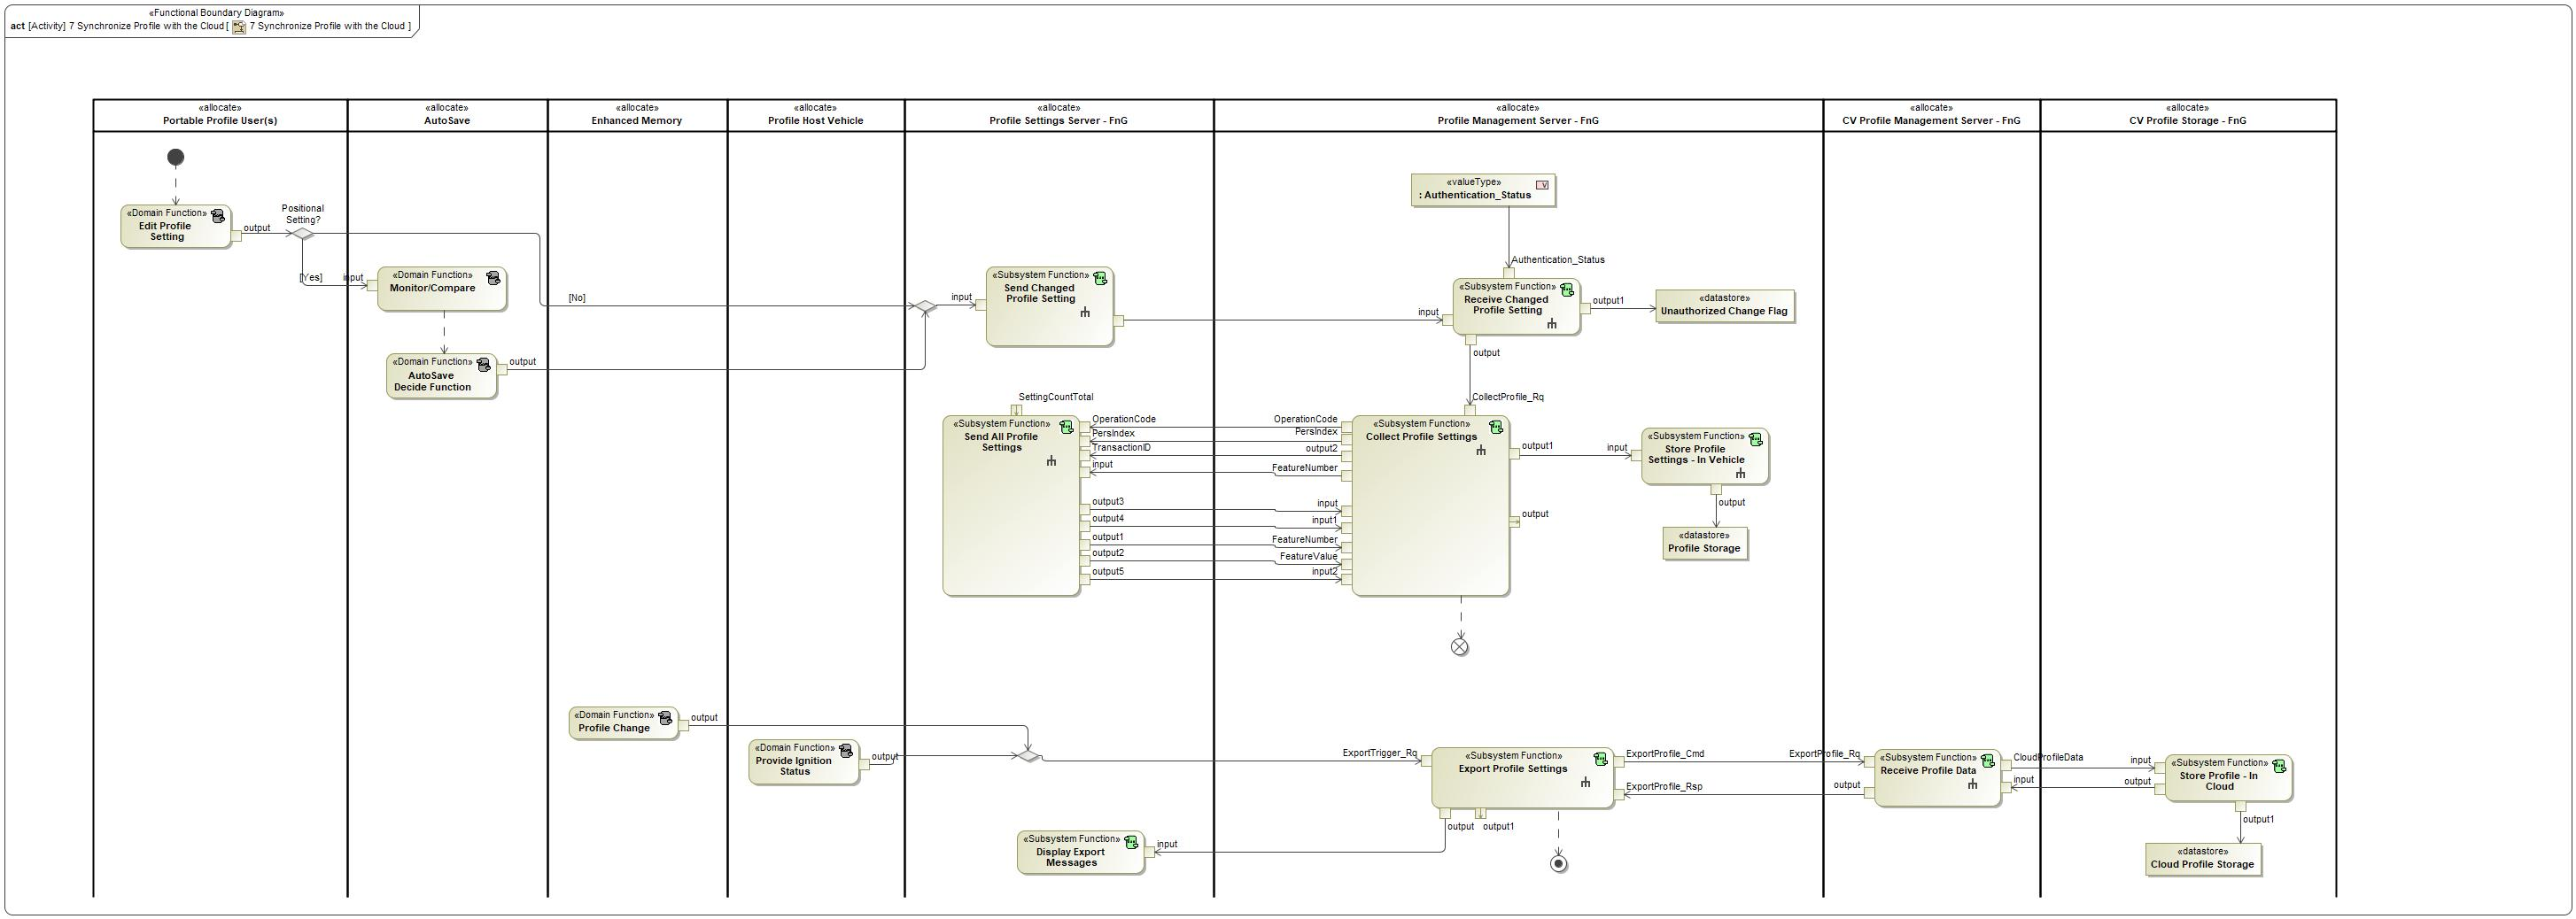 «Functional Boundary Diagram»
act [Activity] 7 Synchronize Profile with the Cloud [ 7 Synchronize Profile with the Cloud ]
«allocate»
Portable Profile User(s)
«allocate»
AutoSave
«allocate»
Enhanced Memory
«allocate»
Profile Host Vehicle
«allocate»
Profile Settings Server - FnG
«allocate»
Profile Management Server - FnG
«allocate»
CV Profile Management Server - FnG
«allocate»
CV Profile Storage - FnG
«valueType»
: Authentication_Status
V
«Domain Function»
Edit Profile
Setting
output
Positional
Setting?
[Yes]
input
[No]
«Domain Function»
Monitor/Compare
«Domain Function»
AutoSave
Decide Function
output
input
«Subsystem Function»
Send Changed
Profile Setting
Authentication_Status
input
«Subsystem Function»
Receive Changed
Profile Setting
output1
output
«datastore»
Unauthorized Change Flag
SettingCountTotal
«Subsystem Function»
Send All Profile
Settings
OperationCode
PersIndex
TransactionID
input
output3
output4
output1
output2
output5
OperationCode
PersIndex
output2
FeatureNumber
input
input1
FeatureNumber
FeatureValue
input2
CollectProfile_Rq
«Subsystem Function»
Collect Profile Settings
output1
output
input
«Subsystem Function»
Store Profile
Settings - In Vehicle
output
«datastore»
Profile Storage
«Domain Function»
Profile Change
output
«Domain Function»
Provide Ignition
Status
output
ExportTrigger_Rq
«Subsystem Function»
Export Profile Settings
ExportProfile_Cmd
ExportProfile_Rsp
output
output1
input
«Subsystem Function»
Display Export
Messages
ExportProfile_Rq
output
«Subsystem Function»
Receive Profile Data
CloudProfileData
input
input
output
«Subsystem Function»
Store Profile - In
Cloud
output1
«datastore»
Cloud Profile Storage